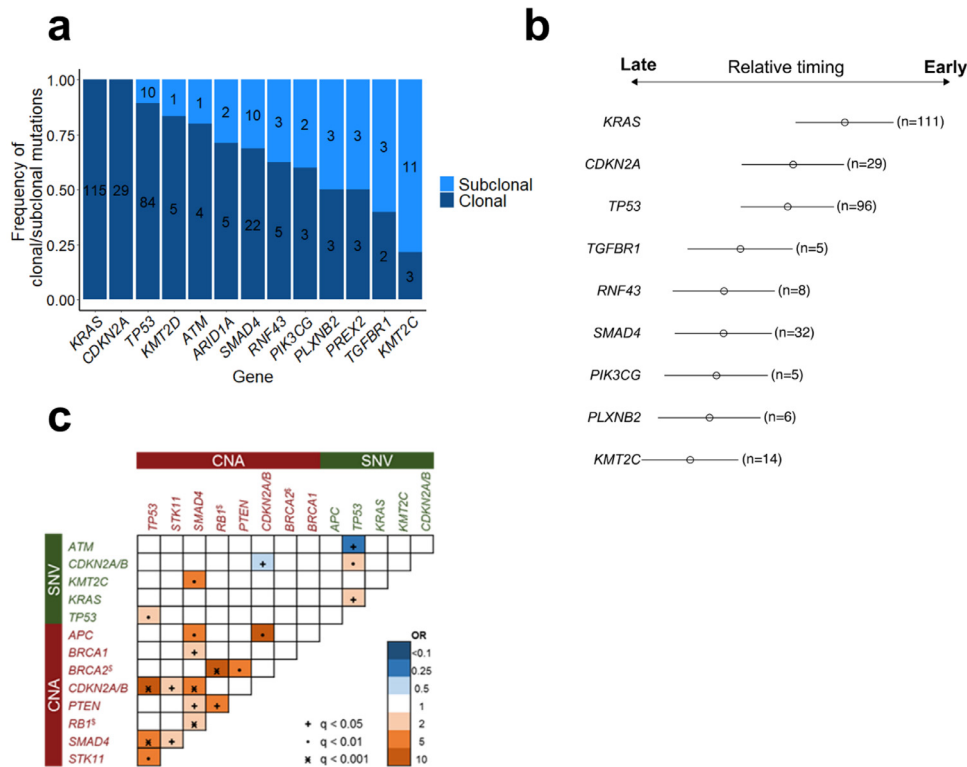 a
1.00
0.75
0.50
0.25
0.00
Frequency of
clonal/subclonal mutations
115
29
10
84
1
5
1
4
2
5
10
22
3
5
2
3
3
3
3
3
3
2
11
3
KRAS
CDKN2A
TP53
KMT2D
ATM
ARID1A
SMAD4
RNF43
PIK3CG
PLXNB2
PREX2
TGFBR1
KMT2C
Gene
Subclonal
Clonal
b
Late
Relative timing
Early
KRAS (n=111)
CDKN2A (n=29)
TP53 (n=96)
TGFBR1 (n=5)
RNF43 (n=8)
SMAD4 (n=32)
PIK3CG (n=5)
PLXNB2 (n=6)
KMT2C (n=14)
c
CNA
SNV
TP53
STK11
SMAD4
RB1$
PTEN
CDKN2A/B
BRCA2$
BRCA1
APC
TP53
KRAS
KMT2C
CDKN2A/B
SNV
ATM
CDKN2A/B
KMT2C
KRAS
TP53
CNA
APC
BRCA1
BRCA2$
CDKN2A/B
PTEN
RB1$
SMAD4
STK11
+ q < 0.05
• q < 0.01
ӿ q < 0.001
OR
<0.1
0.25
0.5
1
2
5
10